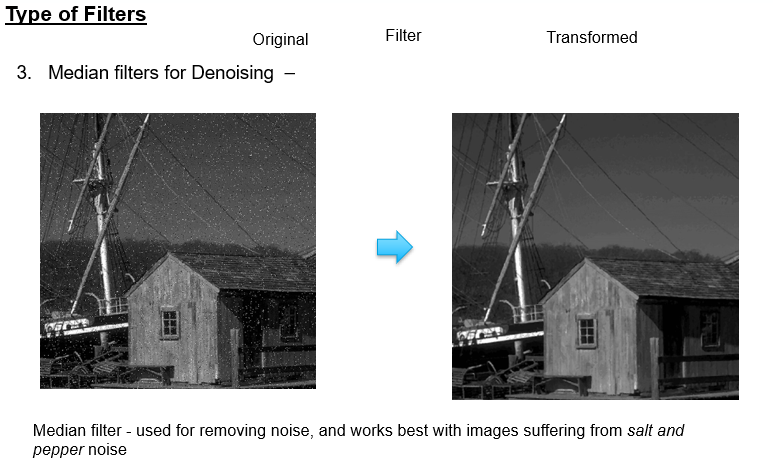 Type of Filters
Original Filter Transformed
3. Median filters for Denoising –
Median filter - used for removing noise, and works best with images suffering from salt and
pepper noise